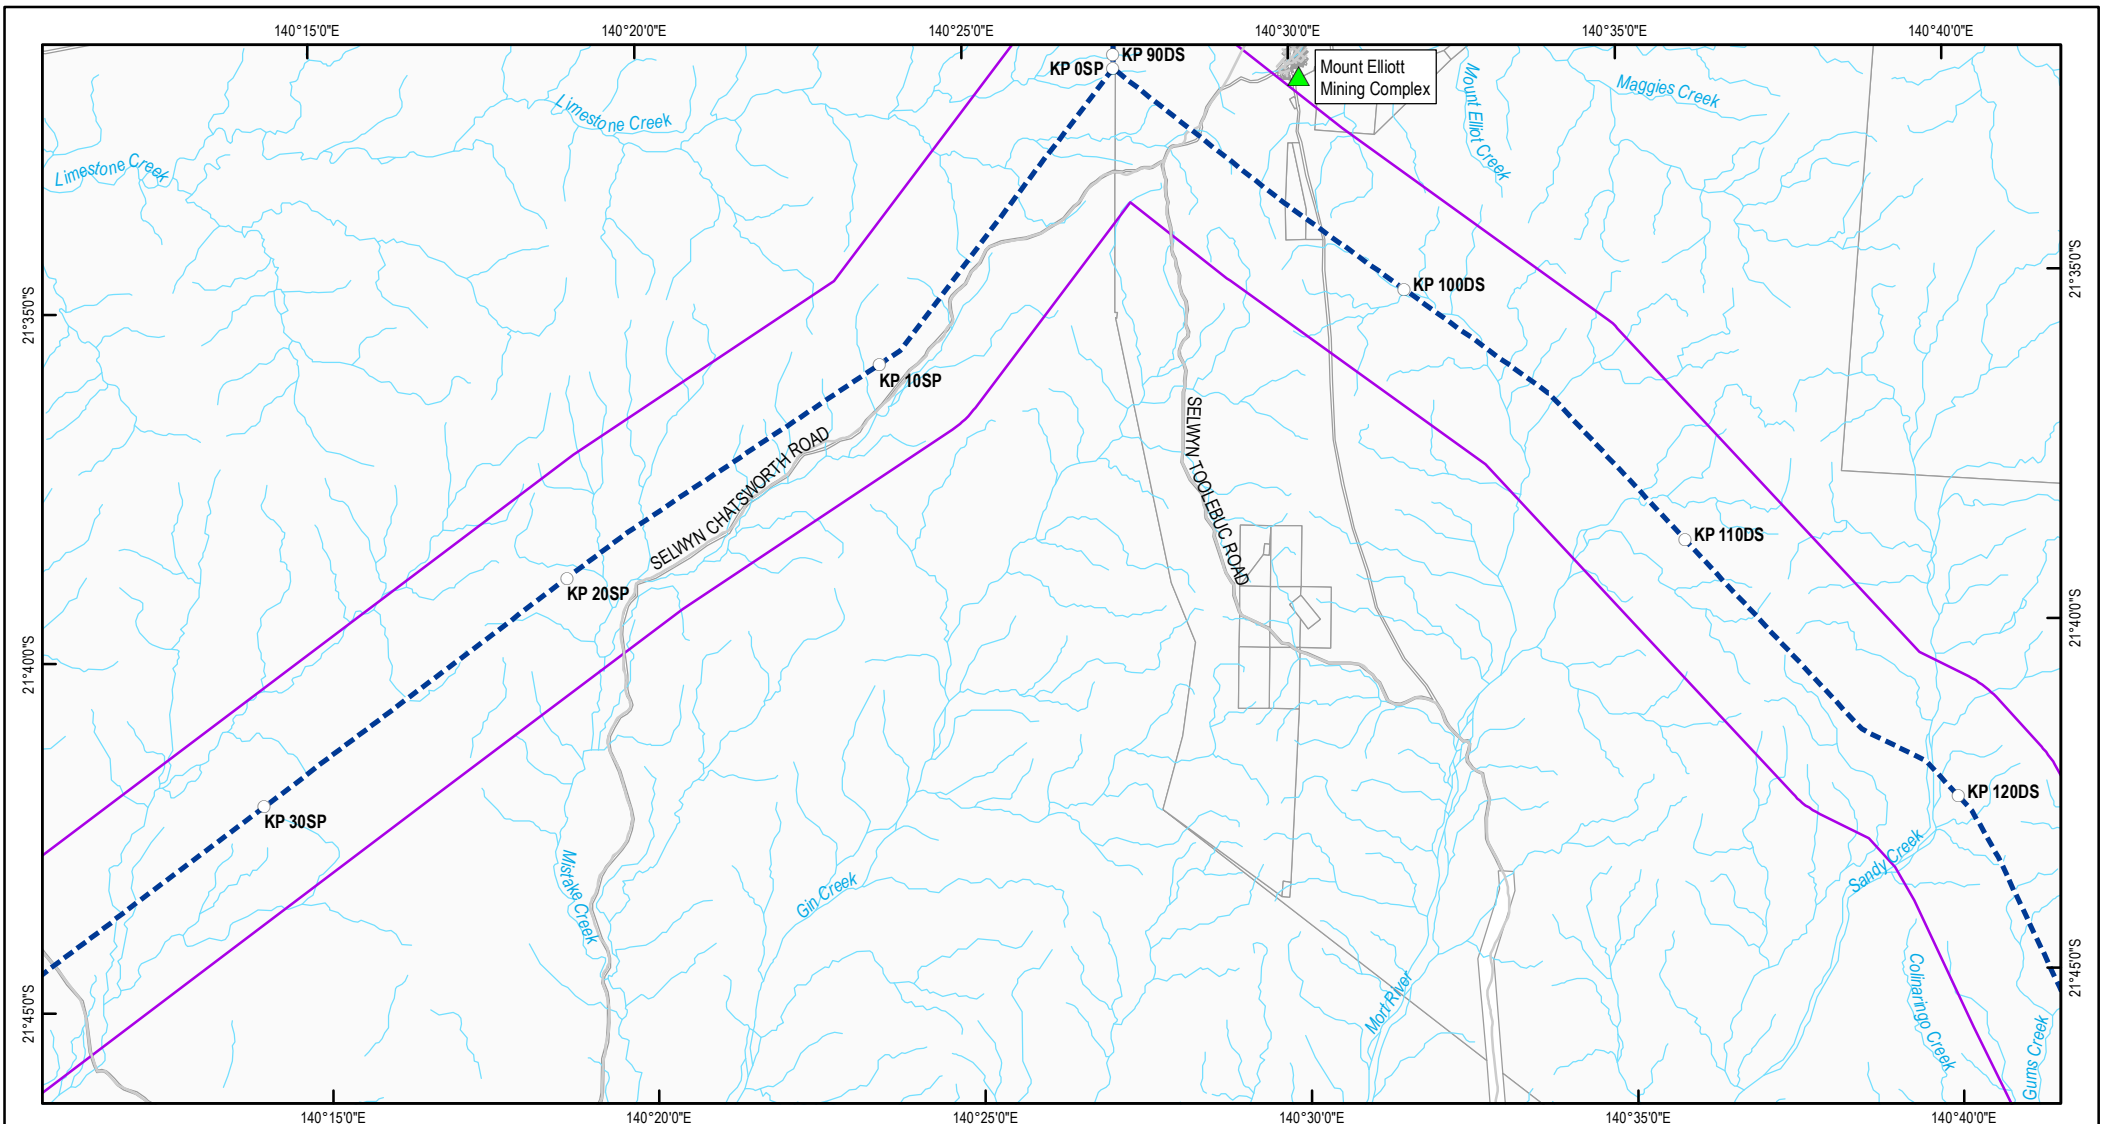 140°15'0"E
140°20'0"E
140°25'0"E
140°30'0"E
140°35'0"E
140°40'0"E
KP 90DS
KP 0SP
Mount Elliott
Mining Complex
Maggies Creek
Mount Elliot Creek
Limestone Creek
Limestone Creek
21°35'0"S
21°35'0"S
KP 100DS
KP 10SP
SELWYN CHATSWORTH ROAD
SELWYN TOOLEBUC ROAD
KP 110DS
KP 20SP
21°40'0"S
21°40'0"S
KP 120DS
KP 30SP
Mistake Creek
Gin Creek
Sandy Creek
Mort River
Colinaringo Creek
Gums Creek
21°45'0"S
21°45'0"S
140°15'0"E
140°20'0"E
140°25'0"E
140°30'0"E
140°35'0"E
140°40'0"E